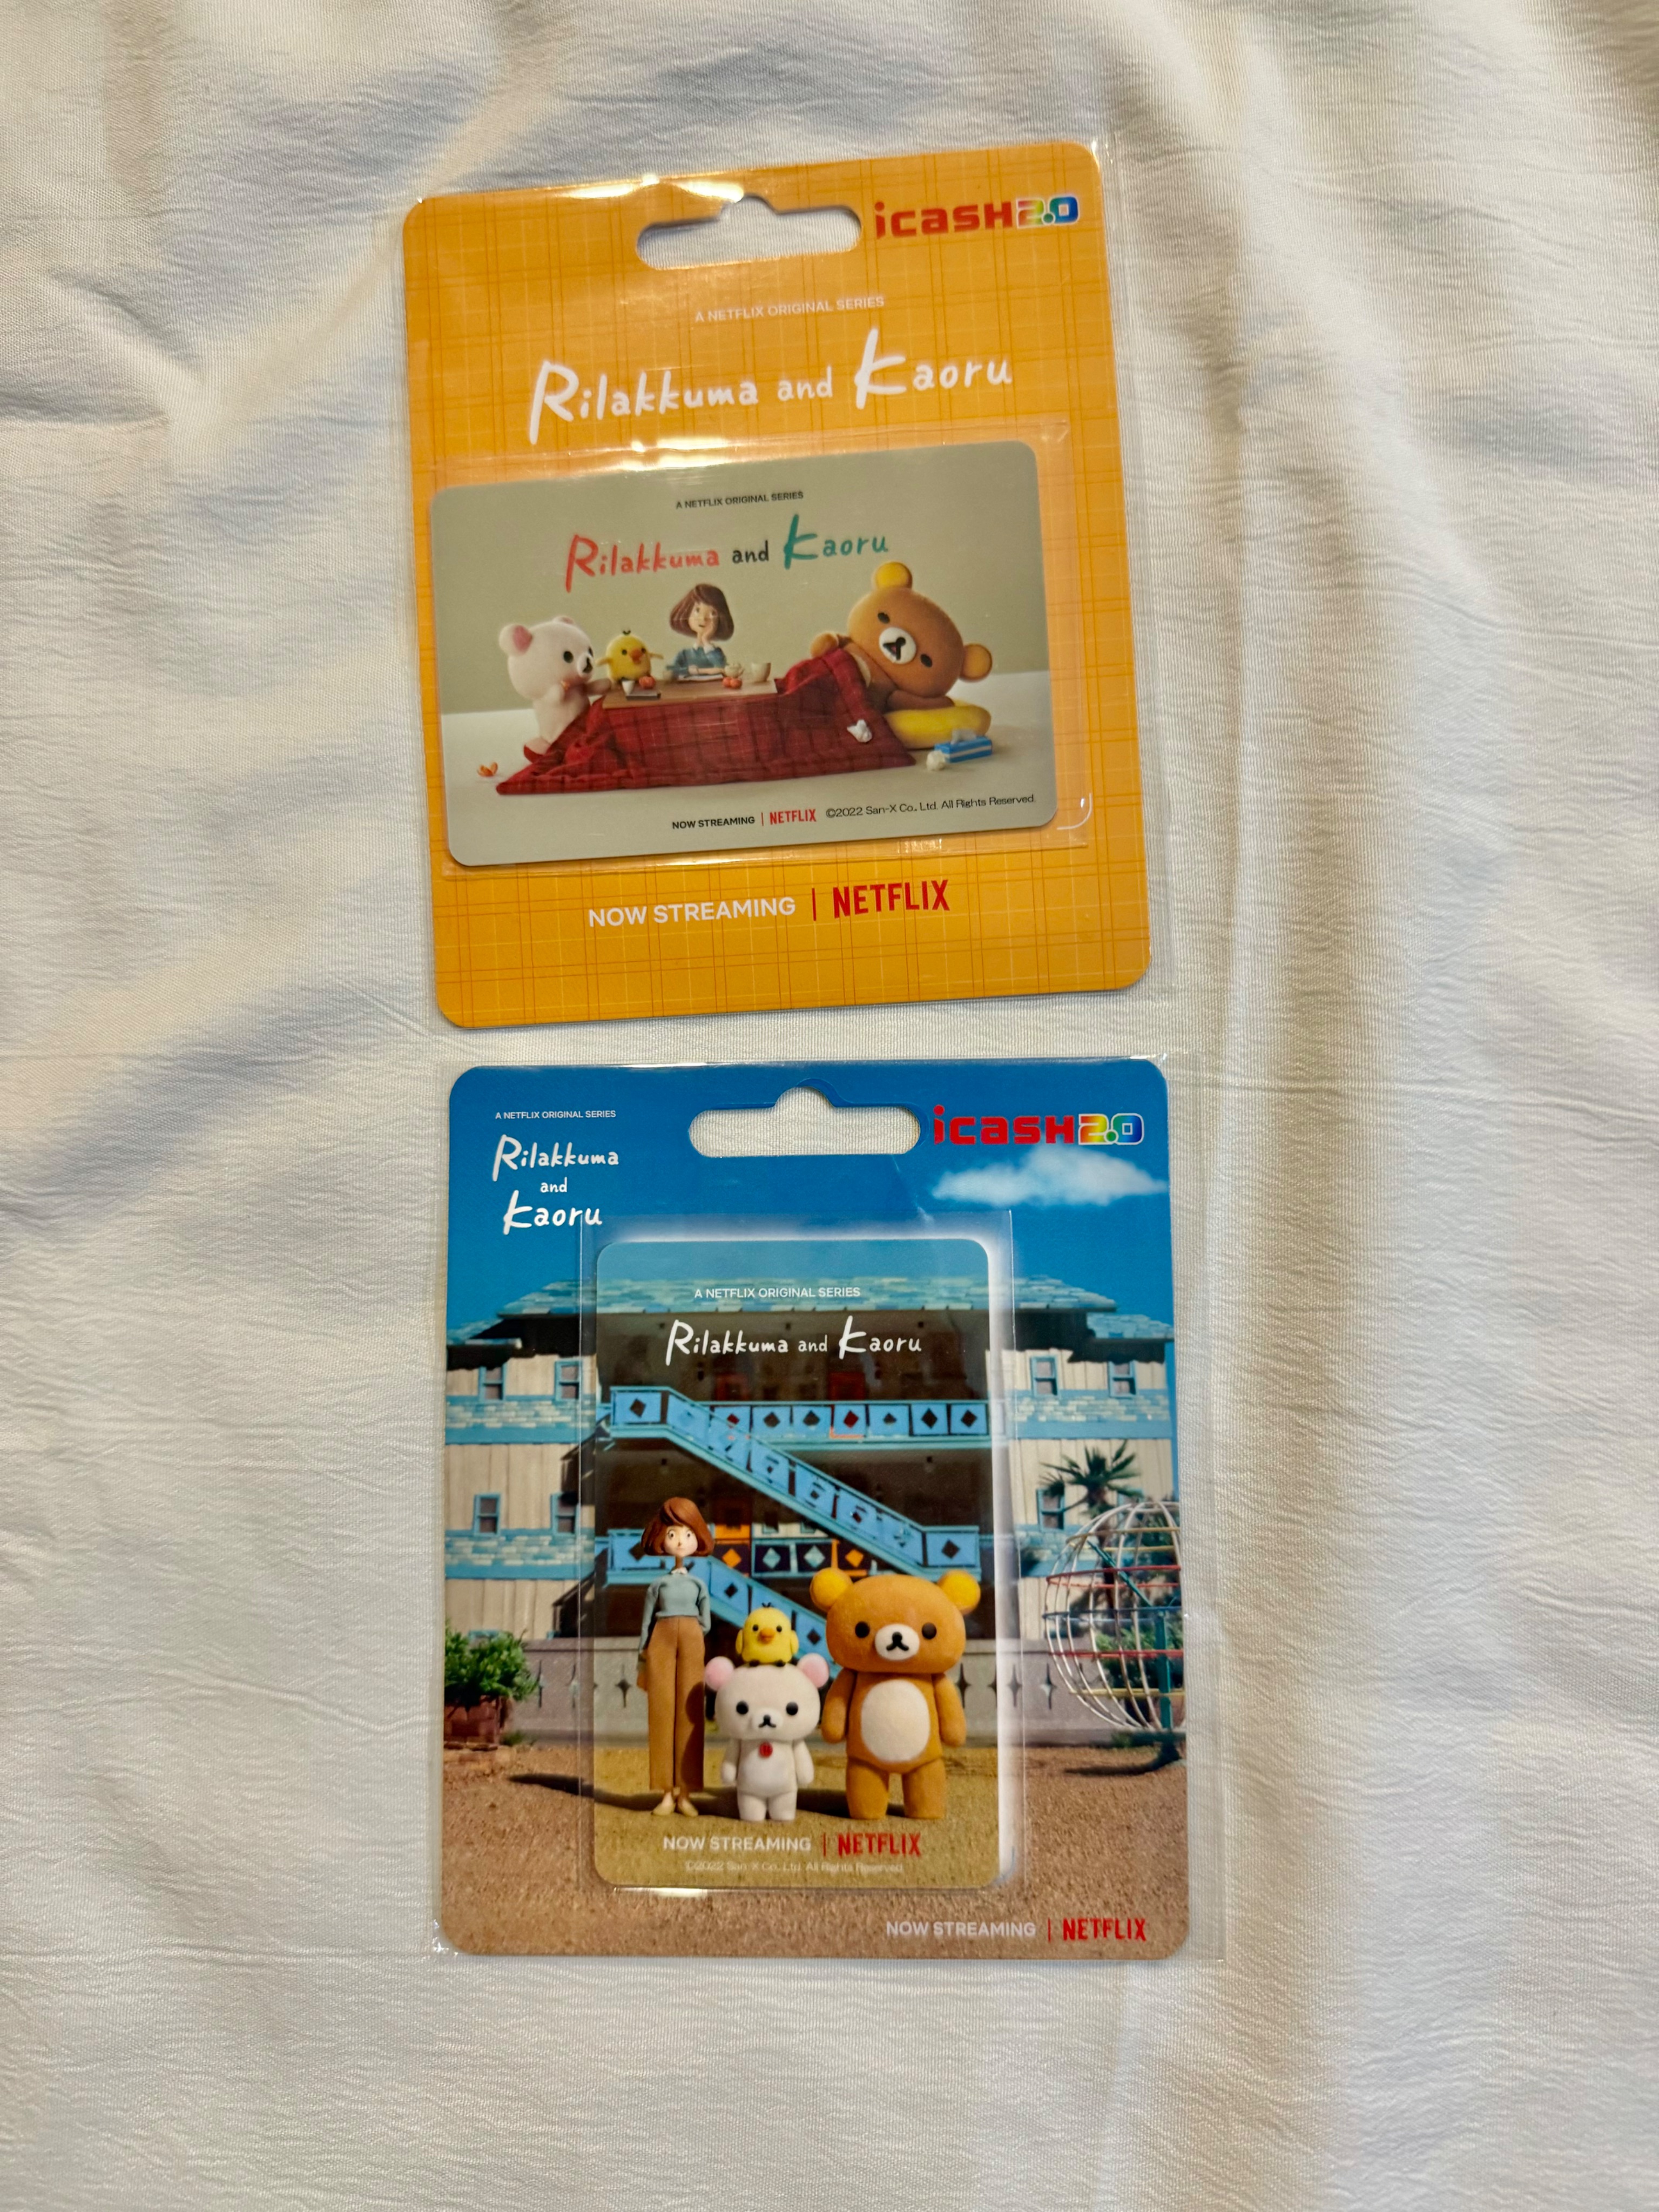 icash2.0
A NETFLIX ORIGINAL SERIES
Rilakkuma and Kaoru
A NETFLIX ORIGINAL SERIES
Rilakkuma and Kaoru
NOW STREAMING | NETFLIX ©2022 San-X Co., Ltd. All Rights Reserved.
NOW STREAMING | NETFLIX
A NETFLIX ORIGINAL SERIES
icash2.0
Rilakkuma
and
Kaoru
A NETFLIX ORIGINAL SERIES
Rilakkuma and Kaoru
NOW STREAMING | NETFLIX
©2022 San-X Co., Ltd. All Rights Reserved.
NOW STREAMING | NETFLIX